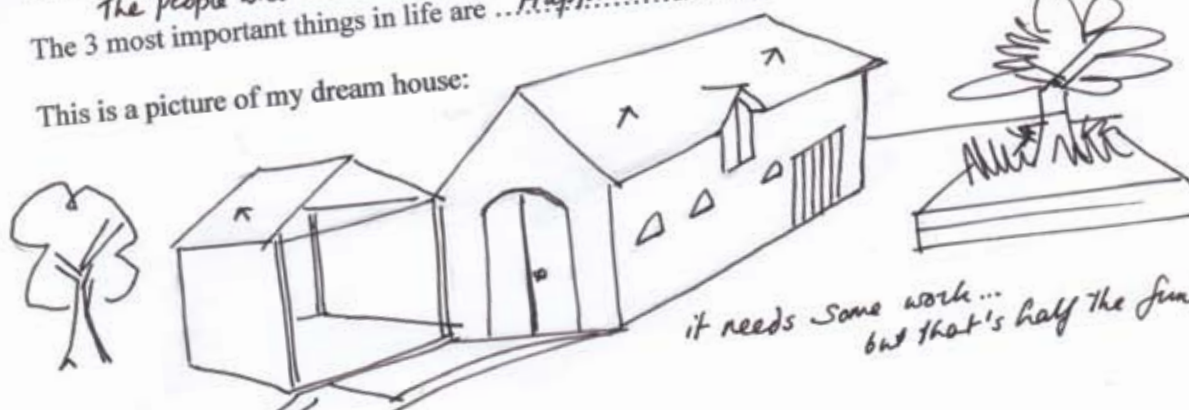 The people
The 3 most important things in life are ...............
This is a picture of my dream house:
it needs some work...
but that's half the fun